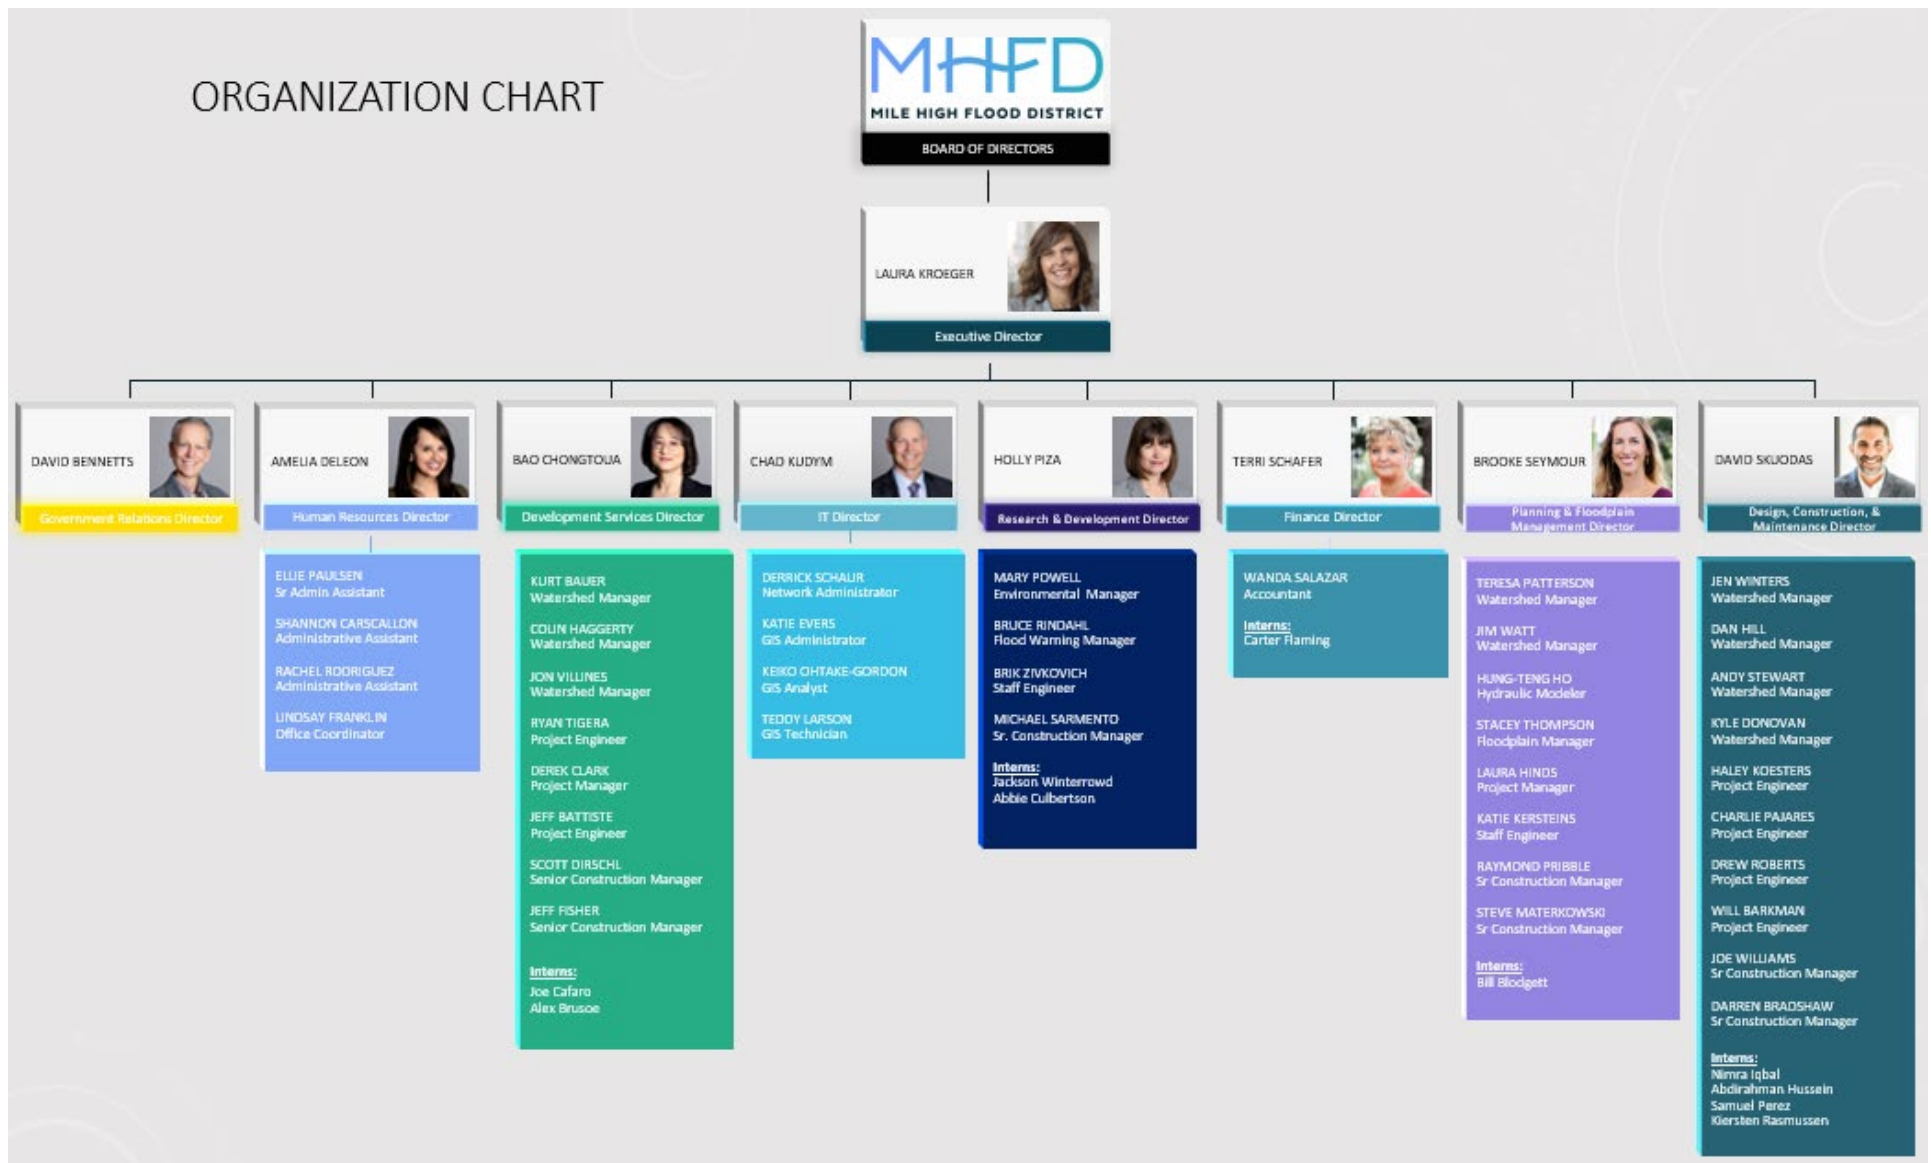 ORGANIZATION CHART
MHFD
MILE HIGH FLOOD DISTRICT
BOARD OF DIRECTORS
LAURA KROEGER
Executive Director
DAVID BENNETTS
Government Relations Director
AMELIA DELEON
Human Resources Director
ELLIE PAULSEN
Sr Admin Assistant
SHANNON CARSCALLON
Administrative Assistant
RACHEL RODRIGUEZ
Administrative Assistant
LINDSAY FRANKLIN
Office Coordinator
BAO CHONGTOUA
Development Services Director
KURT BAUER
Watershed Manager
COLIN HAGGERTY
Watershed Manager
JON VILLINES
Watershed Manager
RYAN TIGERA
Project Engineer
DEREK CLARK
Project Manager
JEFF BATTISTE
Project Engineer
SCOTT DIRSCHL
Senior Construction Manager
JEFF FISHER
Senior Construction Manager
Interns:
Joe Cafaro
Alex Brusoe
CHAD KUDYM
IT Director
DERRICK SCHAUR
Network Administrator
KATIE EVERS
GIS Administrator
KEIKO OHTAKE-GORDON
GIS Analyst
TEDDY LARSON
GIS Technician
HOLLY PIZA
Research & Development Director
MARY POWELL
Environmental Manager
BRUCE RINDAHL
Flood Warning Manager
BRIK ZIVKOVICH
Staff Engineer
MICHAEL SARMENTO
Sr. Construction Manager
Interns:
Jackson Winterrowd
Abbie Culbertson
TERRI SCHAFER
Finance Director
WANDA SALAZAR
Accountant
Interns:
Carter Flaming
BROOKE SEYMOUR
Planning & Floodplain
Management Director
TERESA PATTERSON
Watershed Manager
JIM WATT
Watershed Manager
HUNG-TENG HO
Hydraulic Modeler
STACEY THOMPSON
Floodplain Manager
LAURA HINDS
Project Manager
KATIE KERSTEINS
Staff Engineer
RAYMOND PRIBBLE
Sr Construction Manager
STEVE MATERKOWSKI
Sr Construction Manager
Interns:
Bill Blodgett
DAVID SKUODAS
Design, Construction, &
Maintenance Director
JEN WINTERS
Watershed Manager
DAN HILL
Watershed Manager
ANDY STEWART
Watershed Manager
KYLE DONOVAN
Watershed Manager
HALEY KOESTERS
Project Engineer
CHARLIE PAJARES
Project Engineer
DREW ROBERTS
Project Engineer
WILL BARKMAN
Project Engineer
JOE WILLIAMS
Sr Construction Manager
DARREN BRADSHAW
Sr Construction Manager
Interns:
Nimra Iqbal
Abdirahman Hussein
Samuel Perez
Kiersten Rasmussen